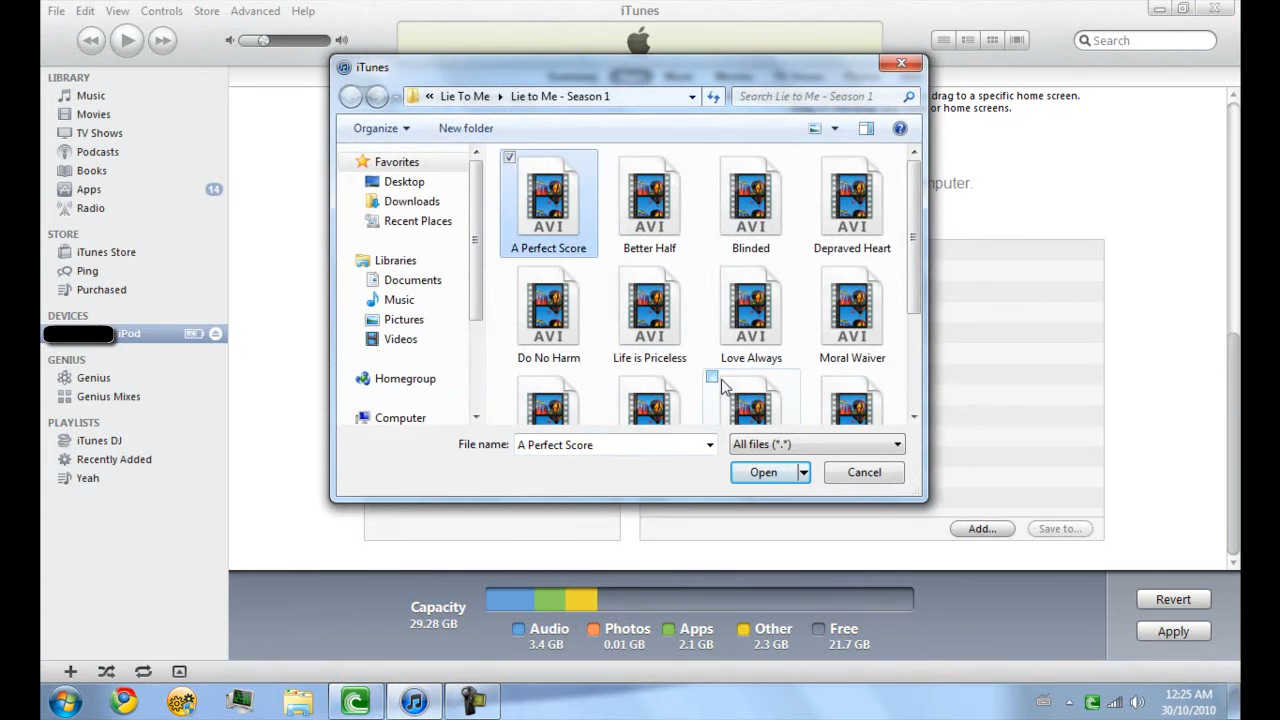 File Edit View Controls Store Advanced Help
iTunes
Search
LIBRARY
Music
Movies
TV Shows
Podcasts
Books
Apps 14
Radio
STORE
iTunes Store
Ping
Purchased
DEVICES
iPod
GENIUS
Genius
Genius Mixes
PLAYLISTS
iTunes DJ
Recently Added
Yeah
drag to a specific home screen.
or home screens.
mputer.
iTunes
« Lie To Me Lie to Me - Season 1
Search Lie to Me - Season 1
Organize New folder
Favorites
Desktop
Downloads
Recent Places
Libraries
Documents
Music
Pictures
Videos
Homegroup
Computer
AVI AVI AVI AVI
A Perfect Score Better Half Blinded Depraved Heart
AVI AVI AVI AVI
Do No Harm Life is Priceless Love Always Moral Waiver
File name: A Perfect Score All files (*.*)
Open Cancel
Add... Save to...
Capacity
29.28 GB
Audio Photos Apps Other Free
3.4 GB 0.01 GB 2.1 GB 2.3 GB 21.7 GB
Revert
Apply
12:25 AM
30/10/2010